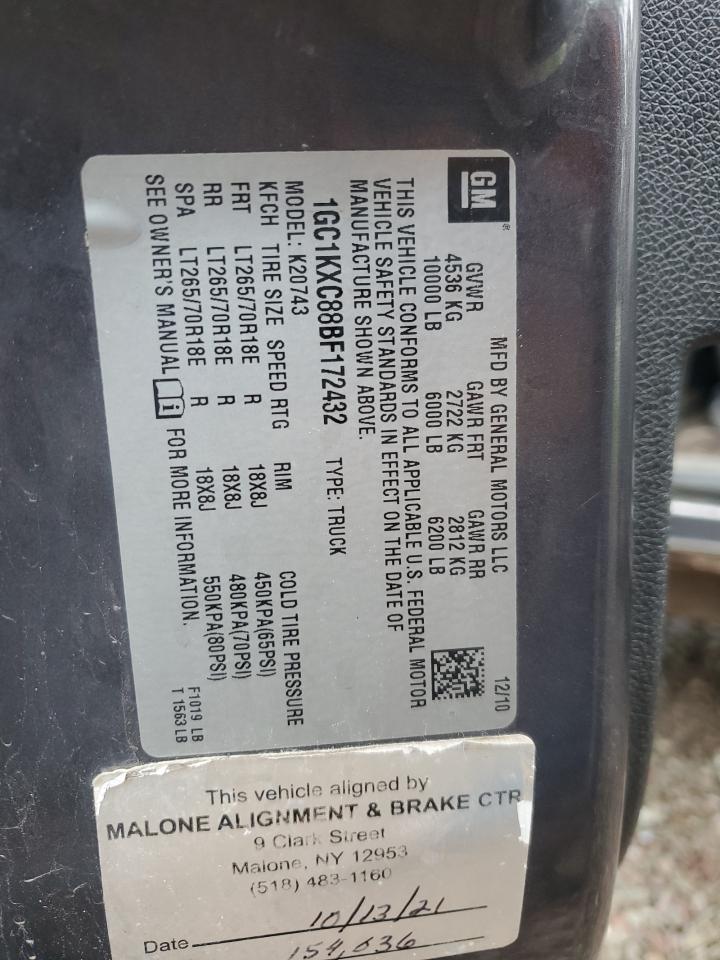 GM
®
MFD BY GENERAL MOTORS LLC 12/10
GVWR GAWR FRT GAWR RR
4536 KG 2722 KG 2812 KG
10000 LB 6000 LB 6200 LB
THIS VEHICLE CONFORMS TO ALL APPLICABLE U.S. FEDERAL MOTOR
VEHICLE SAFETY STANDARDS IN EFFECT ON THE DATE OF
MANUFACTURE SHOWN ABOVE.
1GC1KXC88BF172432 TYPE: TRUCK
MODEL: K20743
KFCH TIRE SIZE SPEED RTG RIM COLD TIRE PRESSURE
FRT LT265/70R18E R 18X8J 450KPA(65PSI)
RR LT265/70R18E R 18X8J 480KPA(70PSI)
SPA LT265/70R18E R 18X8J 550KPA(80PSI)
SEE OWNER'S MANUAL FOR MORE INFORMATION.
F1019 LB
T 1563 LB
This vehicle aligned by
MALONE ALIGNMENT & BRAKE CTR
9 Clark Street
Malone, NY 12953
(518) 483-1160
Date 10/13/21
154,036